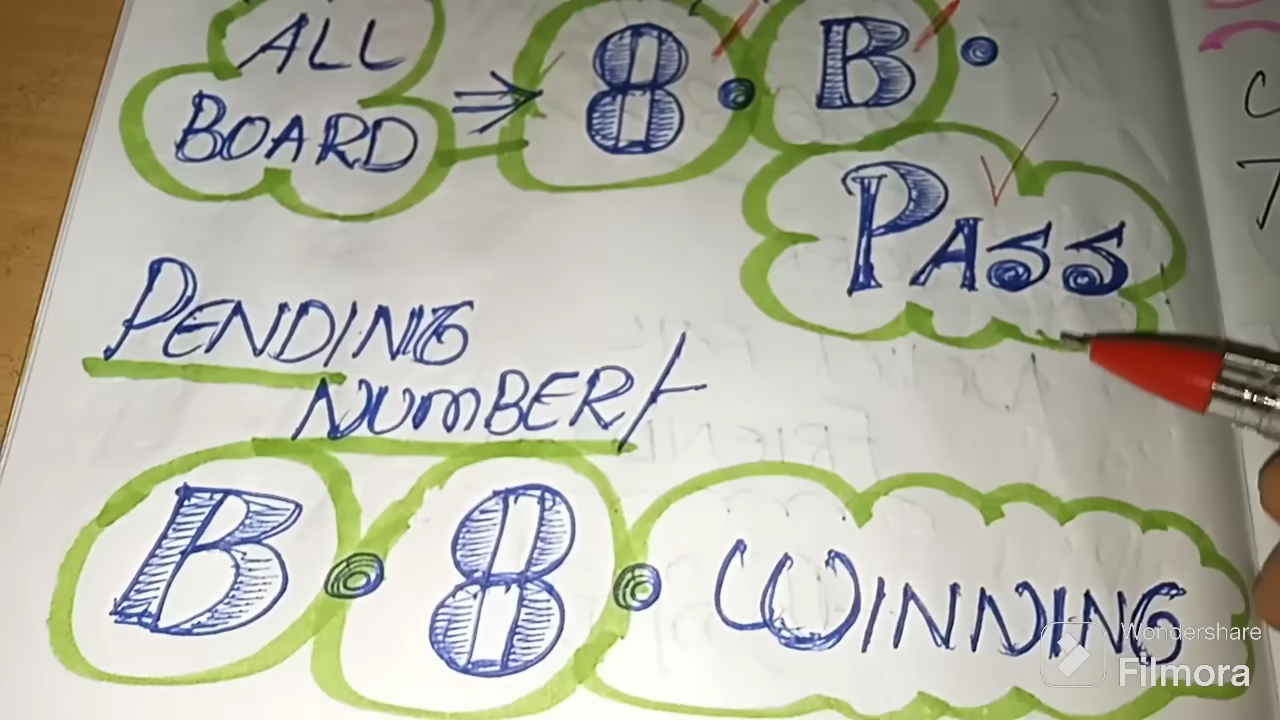 ALL
BOARD ⇒ 8 • B •
PASS
PENDING
NUMBER/-
B • 8 • WINNING
Wondershare
Filmora